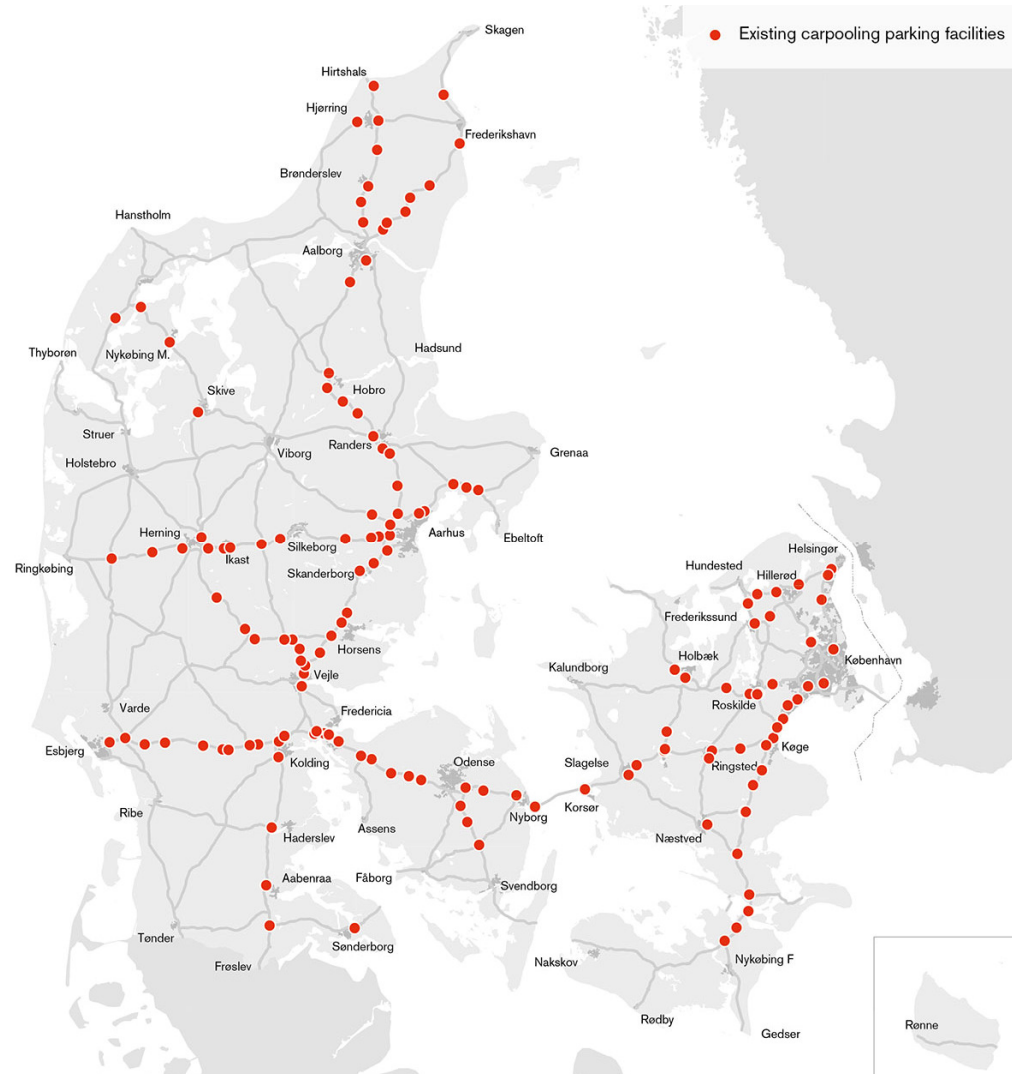 Skagen
Existing carpooling parking facilities
Hirtshals
Hjørring
Frederikshavn
Brønderslev
Hanstholm
Aalborg
Hadsund
Thyborøn
Nykøbing M.
Skive
Hobro
Struer
Randers
Viborg
Grenaa
Holstebro
Herning
Aarhus
Ebeltoft
Silkeborg
Helsingør
Ikast
Ringkøbing
Skanderborg
Hundested
Hillerød
Frederikssund
Horsens
Holbæk
København
Kalundborg
Vejle
Roskilde
Varde
Fredericia
Esbjerg
Køge
Kolding
Odense
Slagelse
Ringsted
Ribe
Nyborg
Korsør
Assens
Haderslev
Næstved
Aabenraa
Fåborg
Svendborg
Tønder
Sønderborg
Nakskov
Nykøbing F
Frøslev
Rødby
Gedser
Rønne